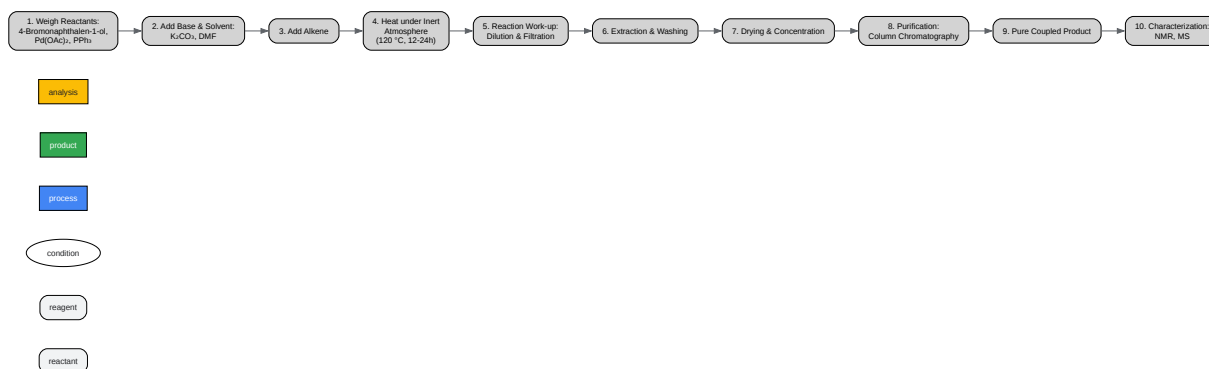 1. Weigh Reactants:
4-Bromonaphthalen-1-ol,
Pd(OAc)₂, PPh₃
2. Add Base & Solvent:
K₂CO₃, DMF
3. Add Alkene
4. Heat under Inert
Atmosphere
(120 °C, 12-24h)
5. Reaction Work-up:
Dilution & Filtration
6. Extraction & Washing
7. Drying & Concentration
8. Purification:
Column Chromatography
9. Pure Coupled Product
10. Characterization:
NMR, MS
analysis
product
process
condition
reagent
reactant